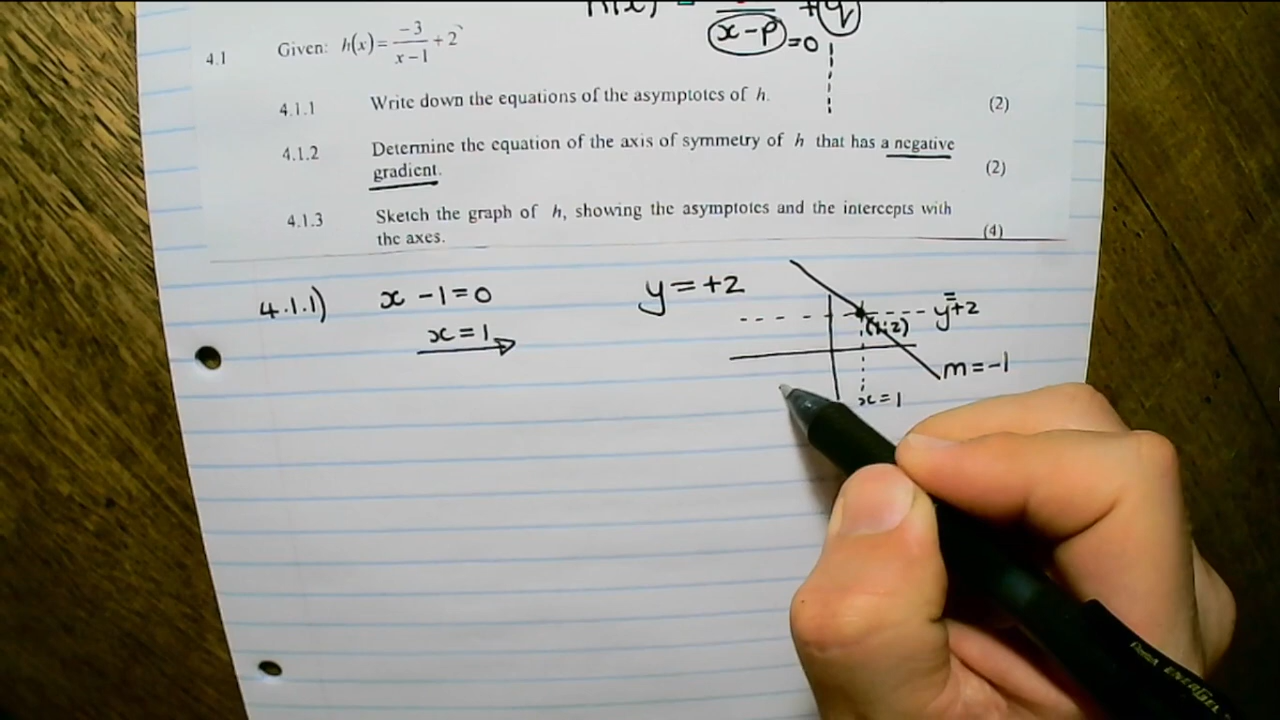 x-p =0 +q
4.1 Given: h(x)= -3/x-1 +2
4.1.1 Write down the equations of the asymptotes of h. (2)
4.1.2 Determine the equation of the axis of symmetry of h that has a negative
gradient. (2)
4.1.3 Sketch the graph of h, showing the asymptotes and the intercepts with
the axes. (4)
4.1.1) x -1=0 y=+2
x=1
y=+2
(1;2)
m=-1
x=1
Pentel ENERGEL